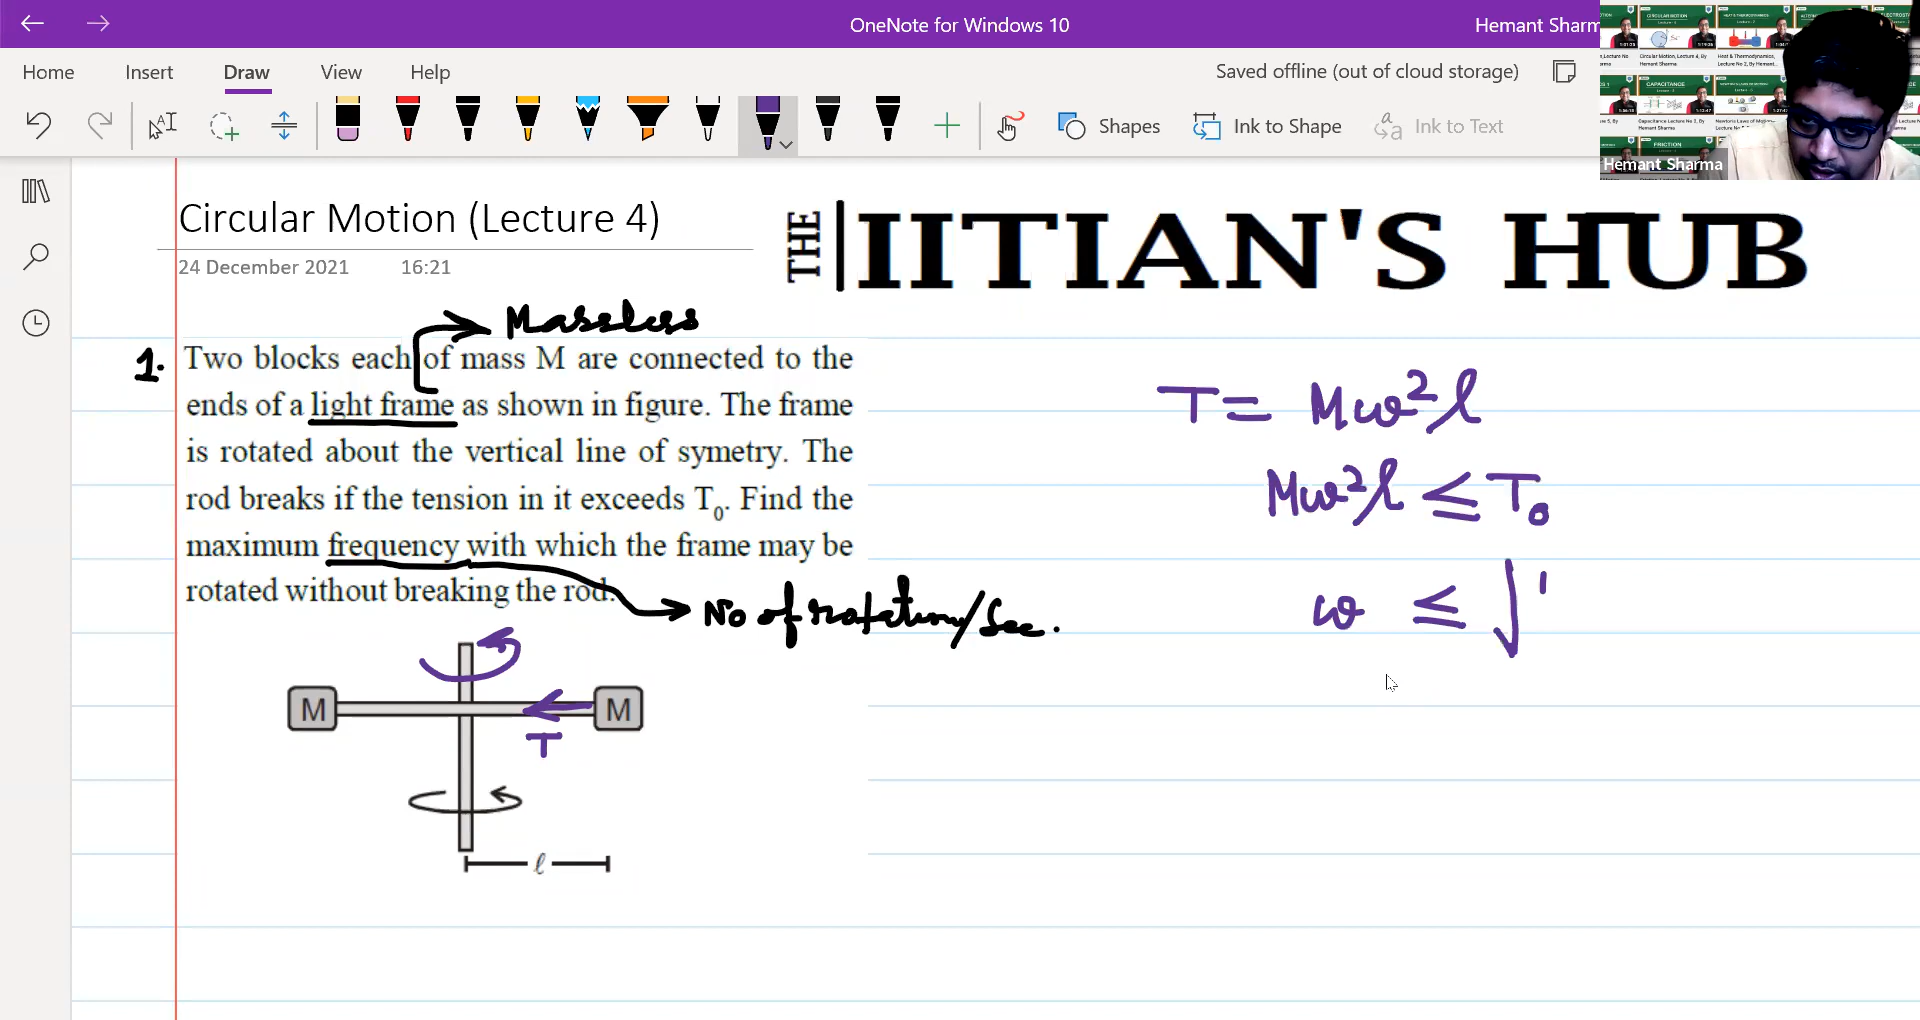 OneNote for Windows 10
Hemant Sharm
Home Insert Draw View Help
Saved offline (out of cloud storage)
Shapes
Ink to Shape
Ink to Text
Hemant Sharma
Circular Motion (Lecture 4)
24 December 2021 16:21
THE IITIAN'S HUB
Massless
1. Two blocks each of mass M are connected to the
ends of a light frame as shown in figure. The frame
is rotated about the vertical line of symetry. The
rod breaks if the tension in it exceeds T₀. Find the
maximum frequency with which the frame may be
rotated without breaking the rod.
No of rotation/Sec.
M M
T
ℓ
T = Mω²l
Mω²l ≤ T₀
ω ≤ √